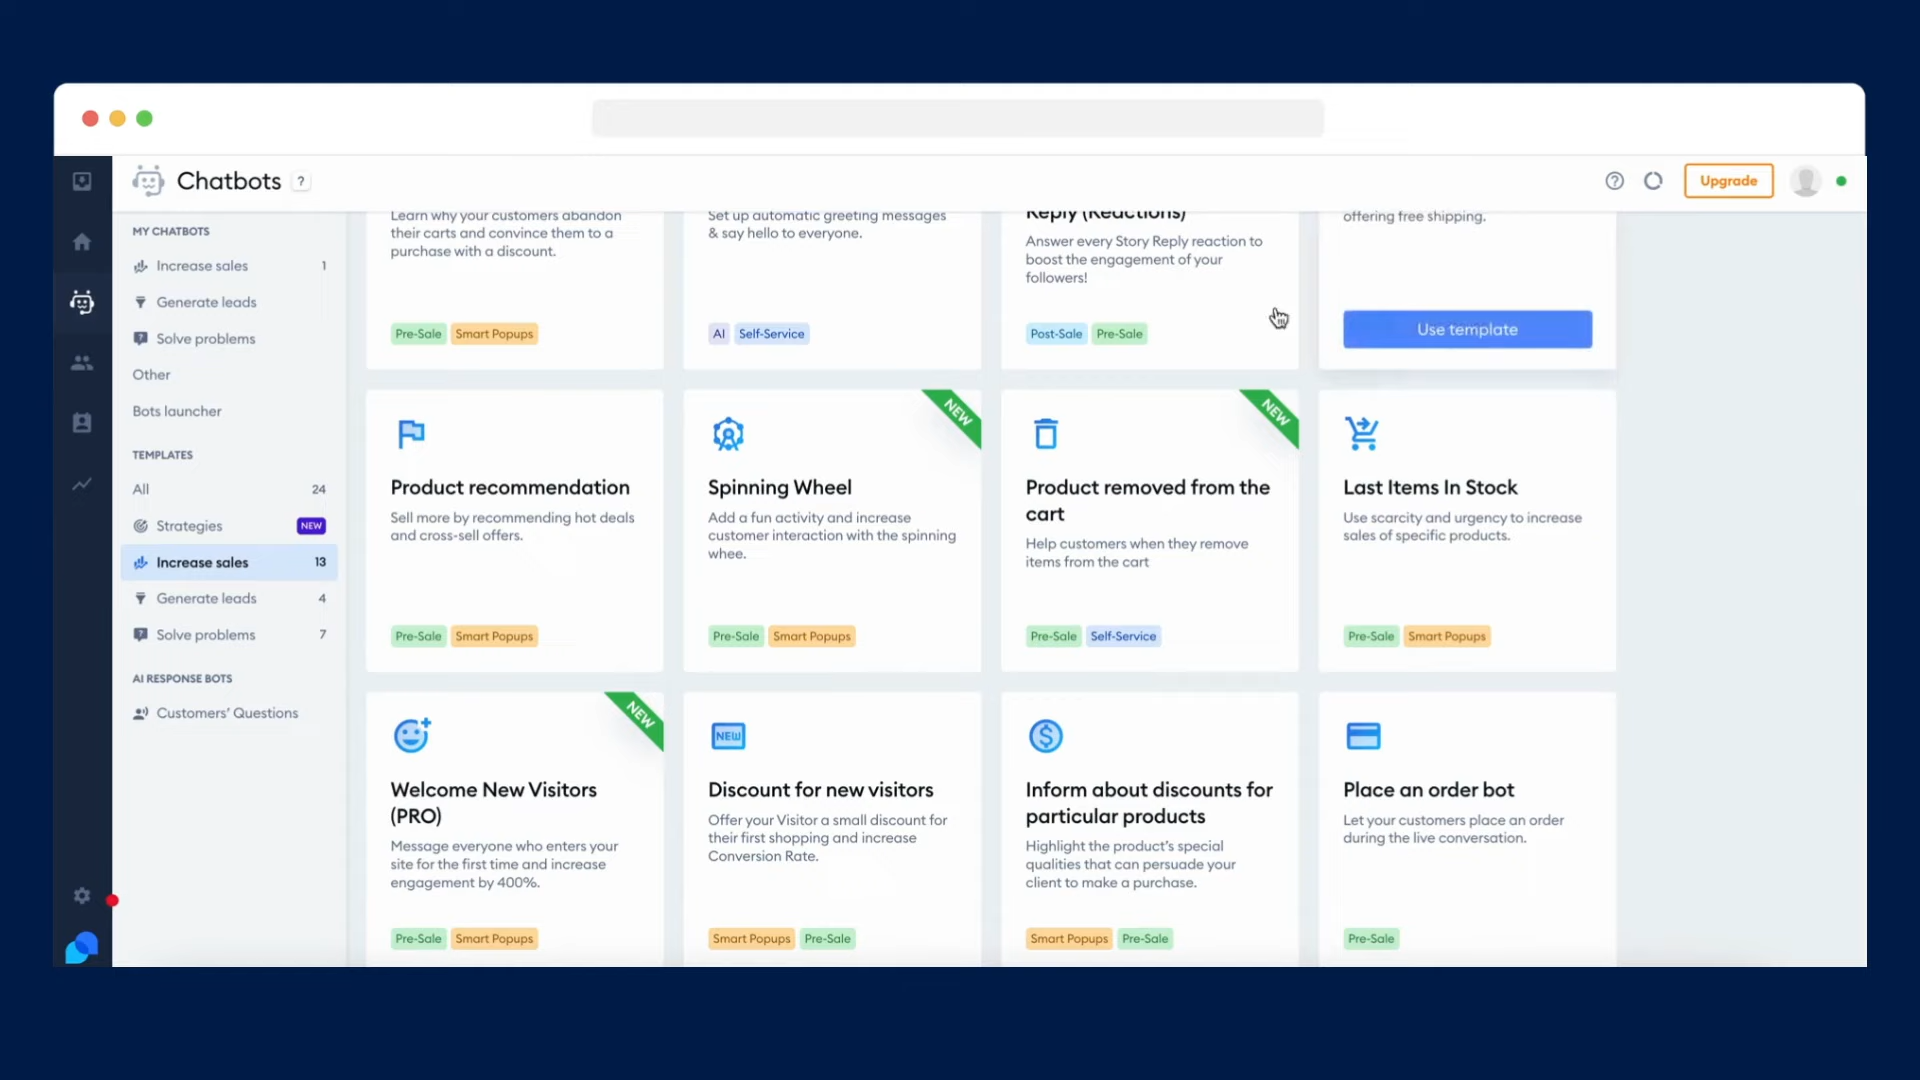 Chatbots ?
Upgrade
MY CHATBOTS
Increase sales 1
Generate leads
Solve problems
Other
Bots launcher
TEMPLATES
All 24
Strategies NEW
Increase sales 13
Generate leads 4
Solve problems 7
AI RESPONSE BOTS
Customers' Questions
Learn why your customers abandon
their carts and convince them to a
purchase with a discount.
Pre-Sale Smart Popups
Set up automatic greeting messages
& say hello to everyone.
AI Self-Service
Reply (Reactions)
Answer every Story Reply reaction to
boost the engagement of your
followers!
Post-Sale Pre-Sale
offering free shipping.
Use template
Product recommendation
Sell more by recommending hot deals
and cross-sell offers.
Pre-Sale Smart Popups
NEW
Spinning Wheel
Add a fun activity and increase
customer interaction with the spinning
whee.
Pre-Sale Smart Popups
NEW
Product removed from the
cart
Help customers when they remove
items from the cart
Pre-Sale Self-Service
Last Items In Stock
Use scarcity and urgency to increase
sales of specific products.
Pre-Sale Smart Popups
NEW
Welcome New Visitors
(PRO)
Message everyone who enters your
site for the first time and increase
engagement by 400%.
Pre-Sale Smart Popups
NEW
Discount for new visitors
Offer your Visitor a small discount for
their first shopping and increase
Conversion Rate.
Smart Popups Pre-Sale
$
Inform about discounts for
particular products
Highlight the product's special
qualities that can persuade your
client to make a purchase.
Smart Popups Pre-Sale
Place an order bot
Let your customers place an order
during the live conversation.
Pre-Sale